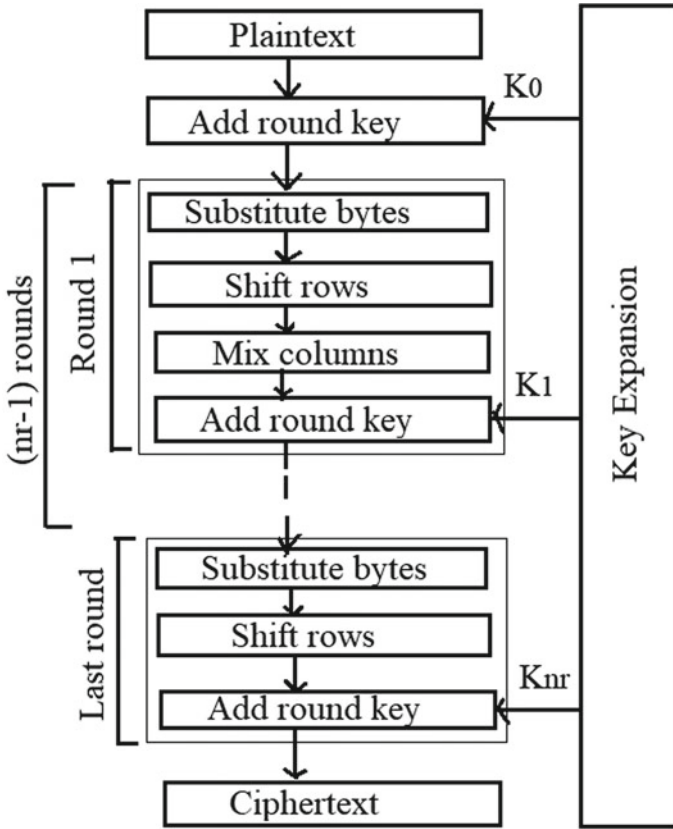 Plaintext
K0
Add round key
(nr-1) rounds
Round 1
Substitute bytes
Shift rows
Mix columns
K1
Add round key
Key Expansion
Last round
Substitute bytes
Shift rows
Knr
Add round key
Ciphertext